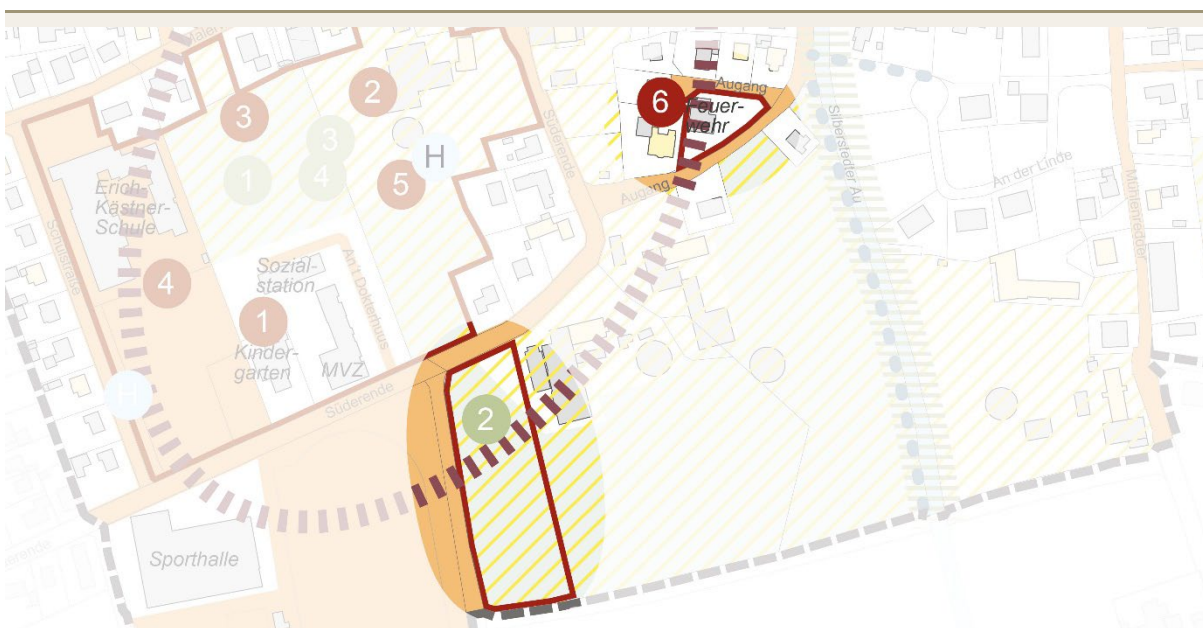 Süderende
Augang
Silberstedter Au
An der Linde
Mühlenredder
6
Feuer-
wehr
2
3
3
1
4
5
H
Augang
Erich-
Kästner-
Schule
Schulstraße
4
Sozial-
station
An't Dokterhuus
1
Kinder-
garten
MVZ
H
Süderende
2
Sporthalle